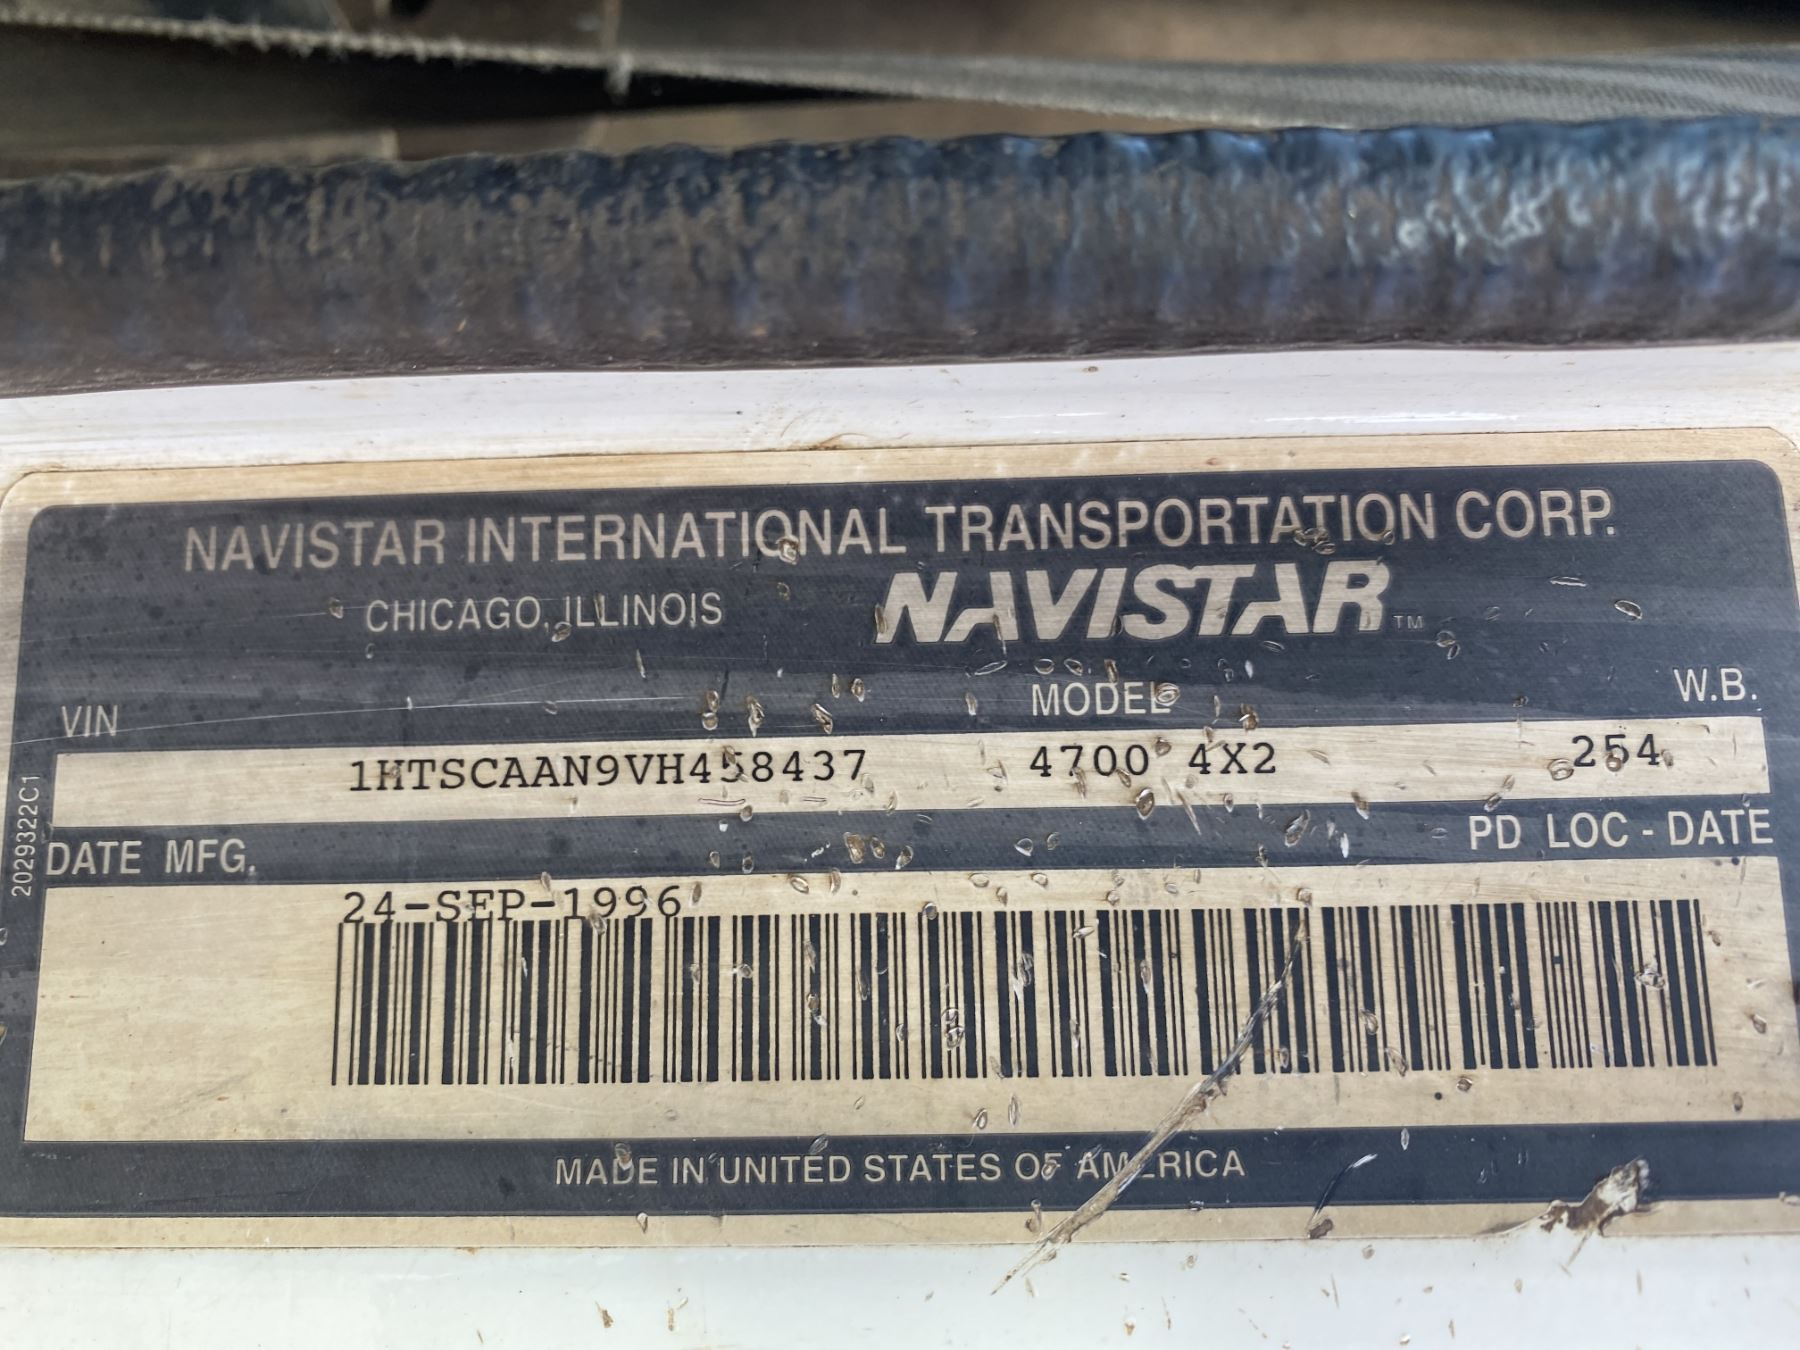 NAVISTAR INTERNATIONAL TRANSPORTATION CORP.
CHICAGO, ILLINOIS NAVISTAR™
VIN MODEL W.B.
1HTSCAAN9VH458437 4700 4X2 254
DATE MFG. PD LOC - DATE
24-SEP-1996
MADE IN UNITED STATES OF AMERICA
2029322C1